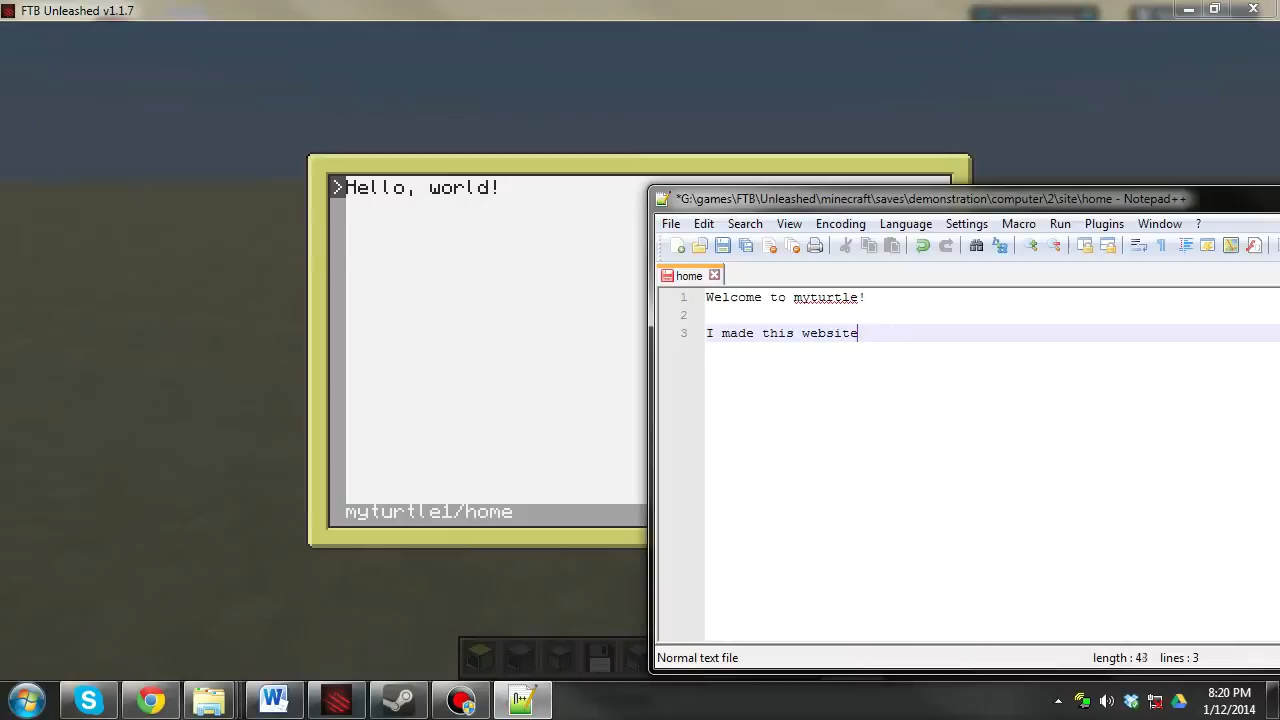 FTB Unleashed v1.1.7
>Hello, world!
myturtle1/home
*G:\games\FTB\Unleashed\minecraft\saves\demonstration\computer\2\site\home - Notepad++
File Edit Search View Encoding Language Settings Macro Run Plugins Window ?
home
1 Welcome to myturtle!
2
3 I made this website
Normal text file length : 43 lines : 3
8:20 PM
1/12/2014